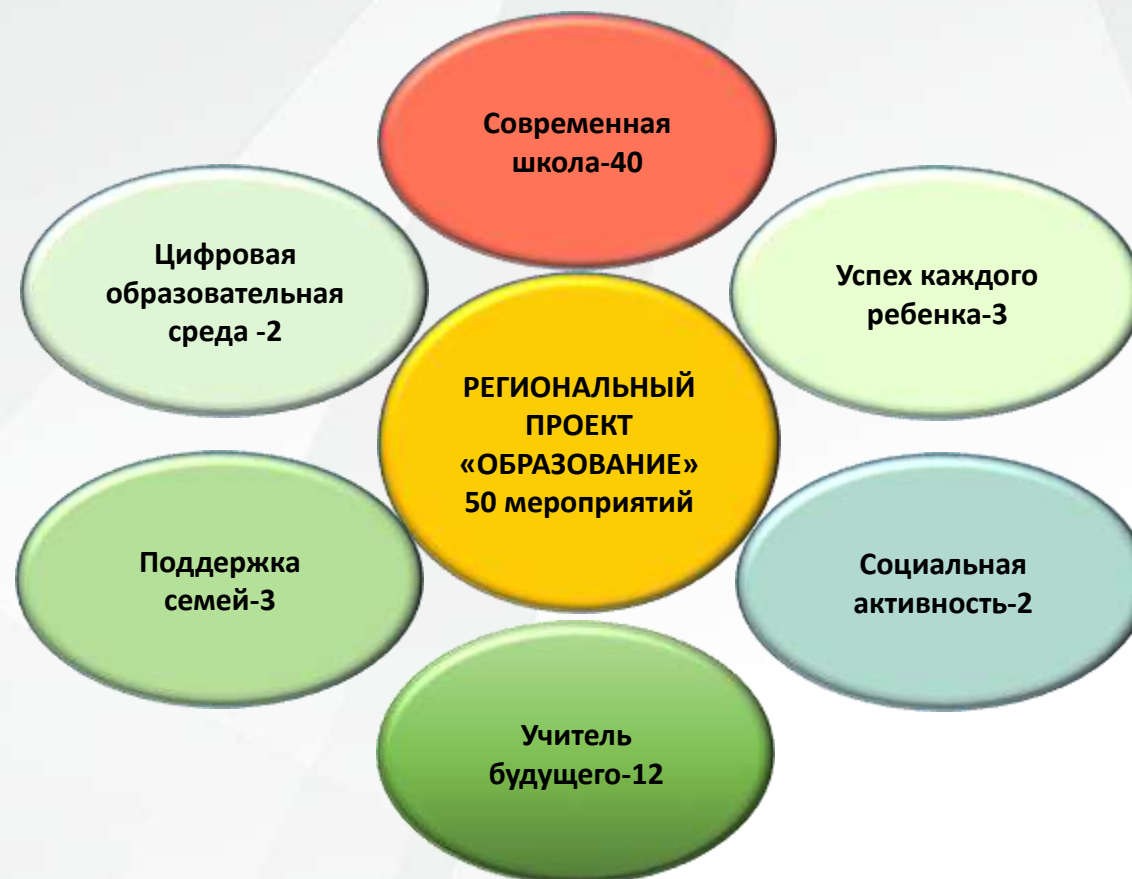 Современная
школа-40
Цифровая
образовательная
среда -2
Успех каждого
ребенка-3
РЕГИОНАЛЬНЫЙ
ПРОЕКТ
«ОБРАЗОВАНИЕ»
50 мероприятий
Поддержка
семей-3
Социальная
активность-2
Учитель
будущего-12